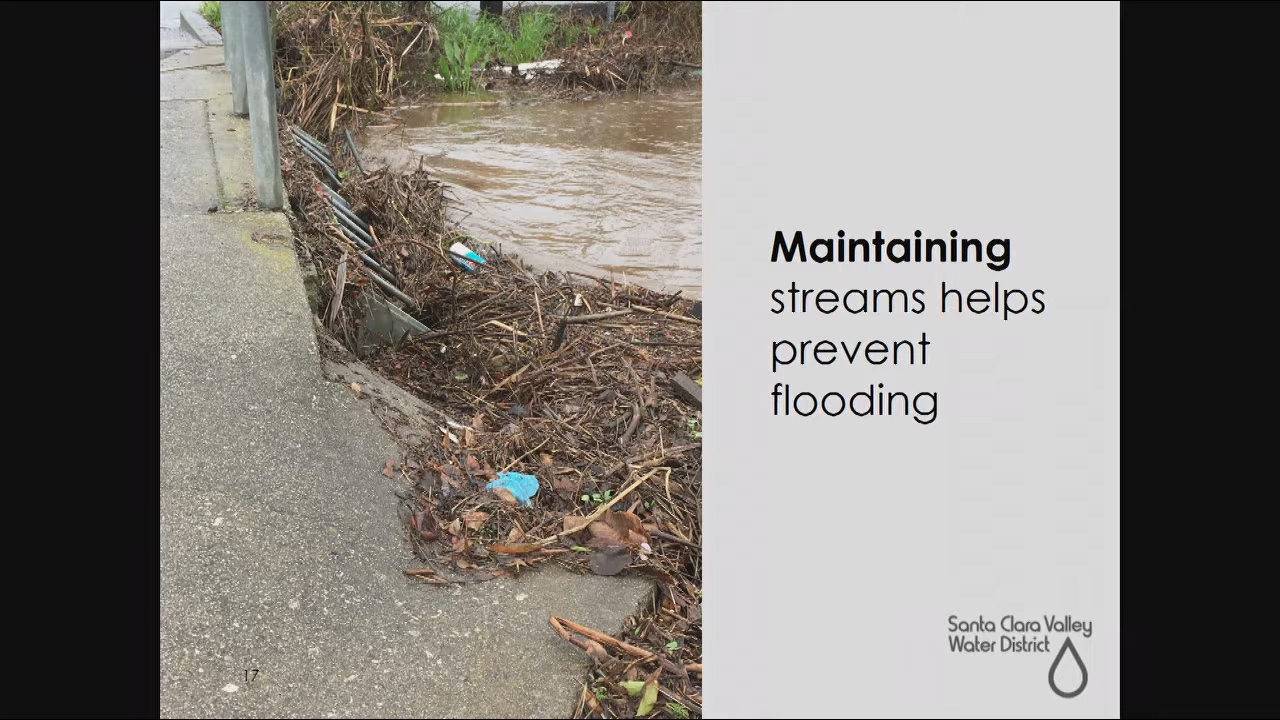 Maintaining
streams helps
prevent
flooding
Santa Clara Valley
Water District
17